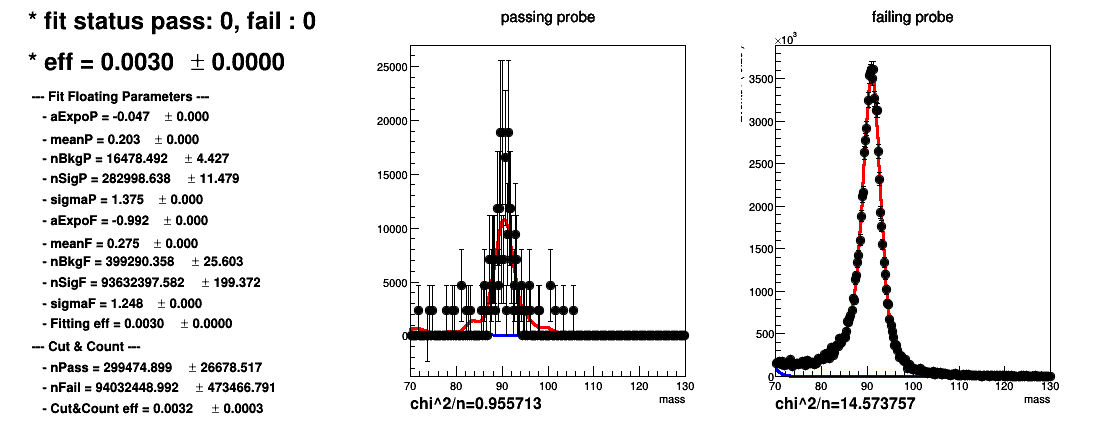 * fit status pass: 0, fail : 0
* eff = 0.0030 ± 0.0000
--- Fit Floating Parameters ---
- aExpoP = -0.047 ± 0.000
- meanP = 0.203 ± 0.000
- nBkgP = 16478.492 ± 4.427
- nSigP = 282998.638 ± 11.479
- sigmaP = 1.375 ± 0.000
- aExpoF = -0.992 ± 0.000
- meanF = 0.275 ± 0.000
- nBkgF = 399290.358 ± 25.603
- nSigF = 93632397.582 ± 199.372
- sigmaF = 1.248 ± 0.000
- Fitting eff = 0.0030 ± 0.0000
--- Cut & Count ---
- nPass = 299474.899 ± 26678.517
- nFail = 94032448.992 ± 473466.791
- Cut&Count eff = 0.0032 ± 0.0003
passing probe
25000
20000
15000
10000
5000
0
70 80 90 100 110 120 130
mass
chi^2/n=0.955713
failing probe
×10³
3500
3000
2500
2000
1500
1000
500
0
70 80 90 100 110 120 130
mass
chi^2/n=14.573757